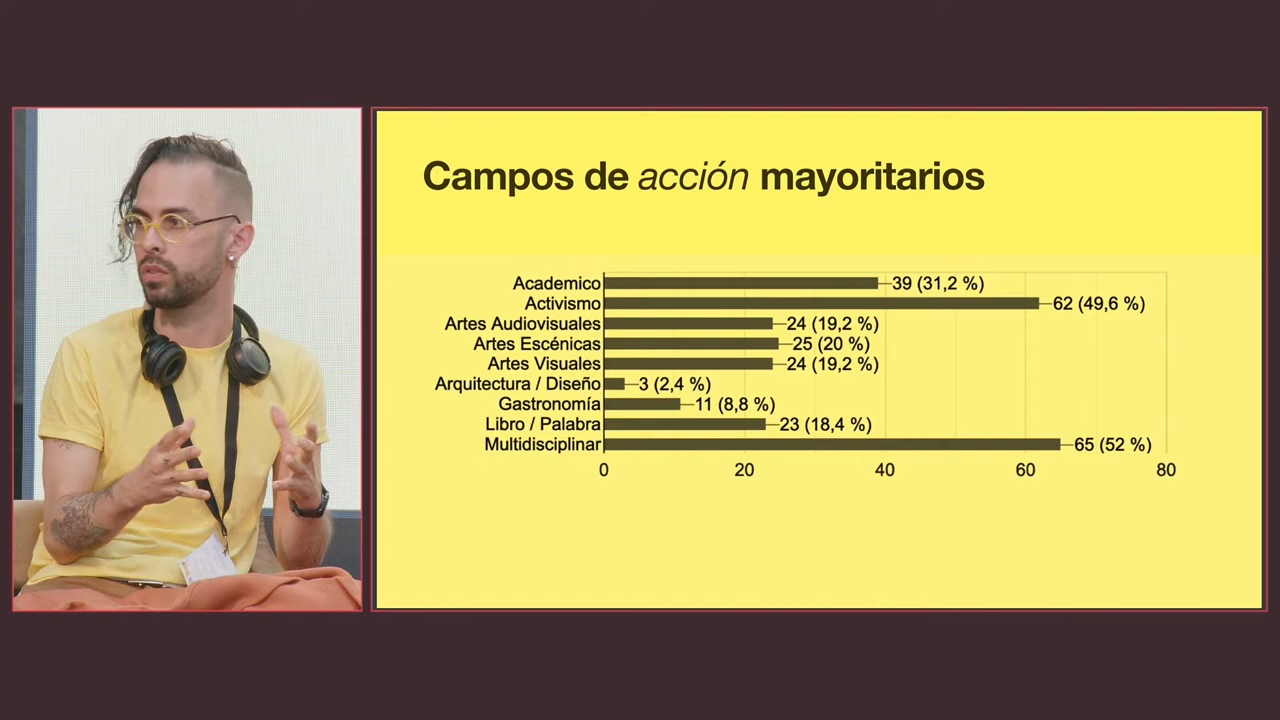 Campos de acción mayoritarios
Academico 39 (31,2 %)
Activismo 62 (49,6 %)
Artes Audiovisuales 24 (19,2 %)
Artes Escénicas 25 (20 %)
Artes Visuales 24 (19,2 %)
Arquitectura / Diseño 3 (2,4 %)
Gastronomía 11 (8,8 %)
Libro / Palabra 23 (18,4 %)
Multidisciplinar 65 (52 %)
0 20 40 60 80